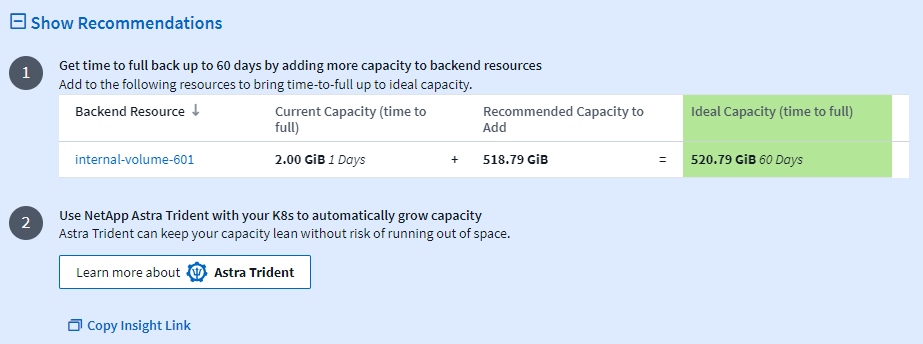 Show Recommendations
1
Get time to full back up to 60 days by adding more capacity to backend resources
Add to the following resources to bring time-to-full up to ideal capacity.
Backend Resource ↓ Current Capacity (time to Recommended Capacity to Ideal Capacity (time to full)
full) Add
internal-volume-601 2.00 GiB 1 Days + 518.79 GiB = 520.79 GiB 60 Days
2
Use NetApp Astra Trident with your K8s to automatically grow capacity
Astra Trident can keep your capacity lean without risk of running out of space.
Learn more about Astra Trident
Copy Insight Link